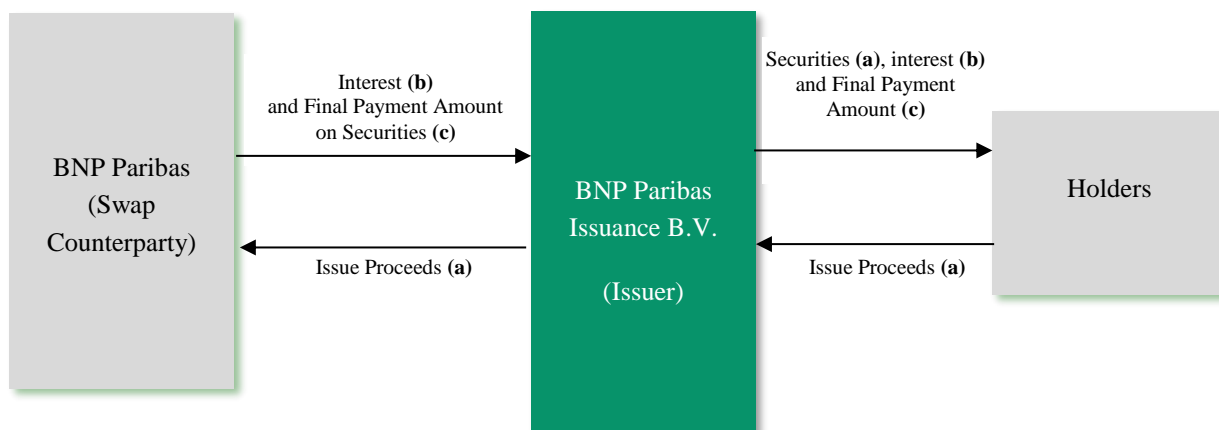 BNP Paribas
(Swap
Counterparty)
Interest (b)
and Final Payment Amount
on Securities (c)
Issue Proceeds (a)
BNP Paribas
Issuance B.V.
(Issuer)
Securities (a), interest (b)
and Final Payment
Amount (c)
Issue Proceeds (a)
Holders